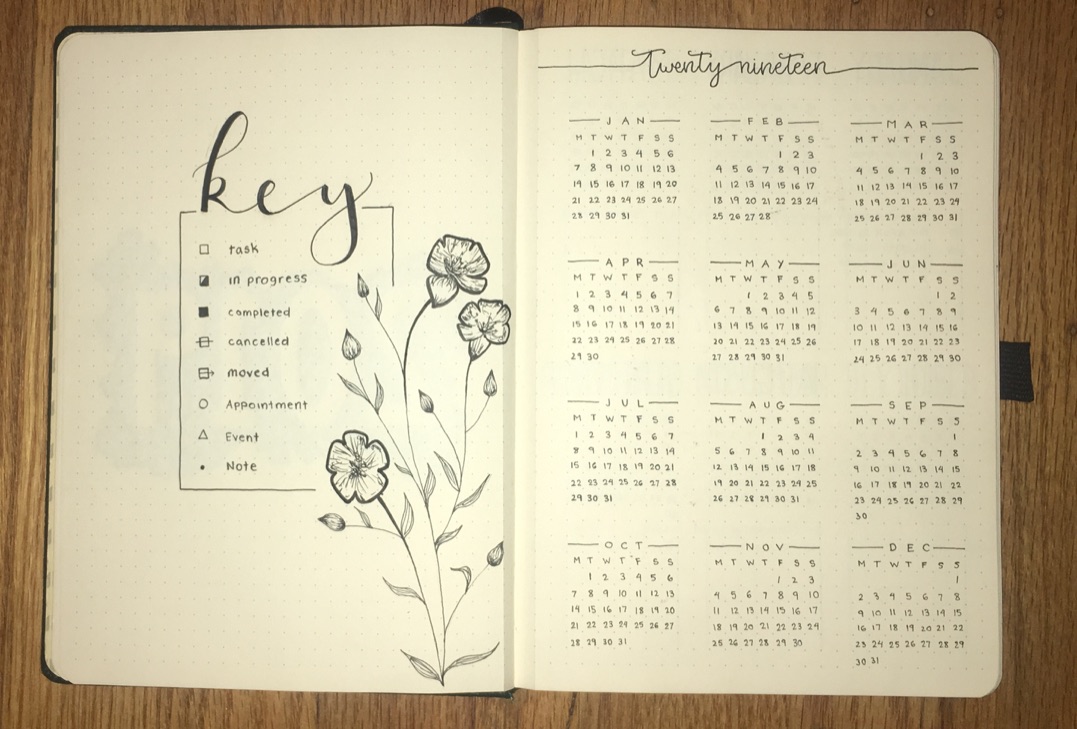 key
task
in progress
completed
cancelled
moved
Appointment
Event
Note
Twenty nineteen
JAN
M T W T F S S
1 2 3 4 5 6
7 8 9 10 11 12 13
14 15 16 17 18 19 20
21 22 23 24 25 26 27
28 29 30 31
FEB
M T W T F S S
1 2 3
4 5 6 7 8 9 10
11 12 13 14 15 16 17
18 19 20 21 22 23 24
25 26 27 28
MAR
M T W T F S S
1 2 3
4 5 6 7 8 9 10
11 12 13 14 15 16 17
18 19 20 21 22 23 24
25 26 27 28 29 30 31
APR
M T W T F S S
1 2 3 4 5 6 7
8 9 10 11 12 13 14
15 16 17 18 19 20 21
22 23 24 25 26 27 28
29 30
MAY
M T W T F S S
1 2 3 4 5
6 7 8 9 10 11 12
13 14 15 16 17 18 19
20 21 22 23 24 25 26
27 28 29 30 31
JUN
M T W T F S S
1 2
3 4 5 6 7 8 9
10 11 12 13 14 15 16
17 18 19 20 21 22 23
24 25 26 27 28 29 30
JUL
M T W T F S S
1 2 3 4 5 6 7
8 9 10 11 12 13 14
15 16 17 18 19 20 21
22 23 24 25 26 27 28
29 30 31
AUG
M T W T F S S
1 2 3 4
5 6 7 8 9 10 11
12 13 14 15 16 17 18
19 20 21 22 23 24 25
26 27 28 29 30 31
SEP
M T W T F S S
1
2 3 4 5 6 7 8
9 10 11 12 13 14 15
16 17 18 19 20 21 22
23 24 25 26 27 28 29
30
OCT
M T W T F S S
1 2 3 4 5 6
7 8 9 10 11 12 13
14 15 16 17 18 19 20
21 22 23 24 25 26 27
28 29 30 31
NOV
M T W T F S S
1 2 3
4 5 6 7 8 9 10
11 12 13 14 15 16 17
18 19 20 21 22 23 24
25 26 27 28 29 30
DEC
M T W T F S S
1
2 3 4 5 6 7 8
9 10 11 12 13 14 15
16 17 18 19 20 21 22
23 24 25 26 27 28 29
30 31